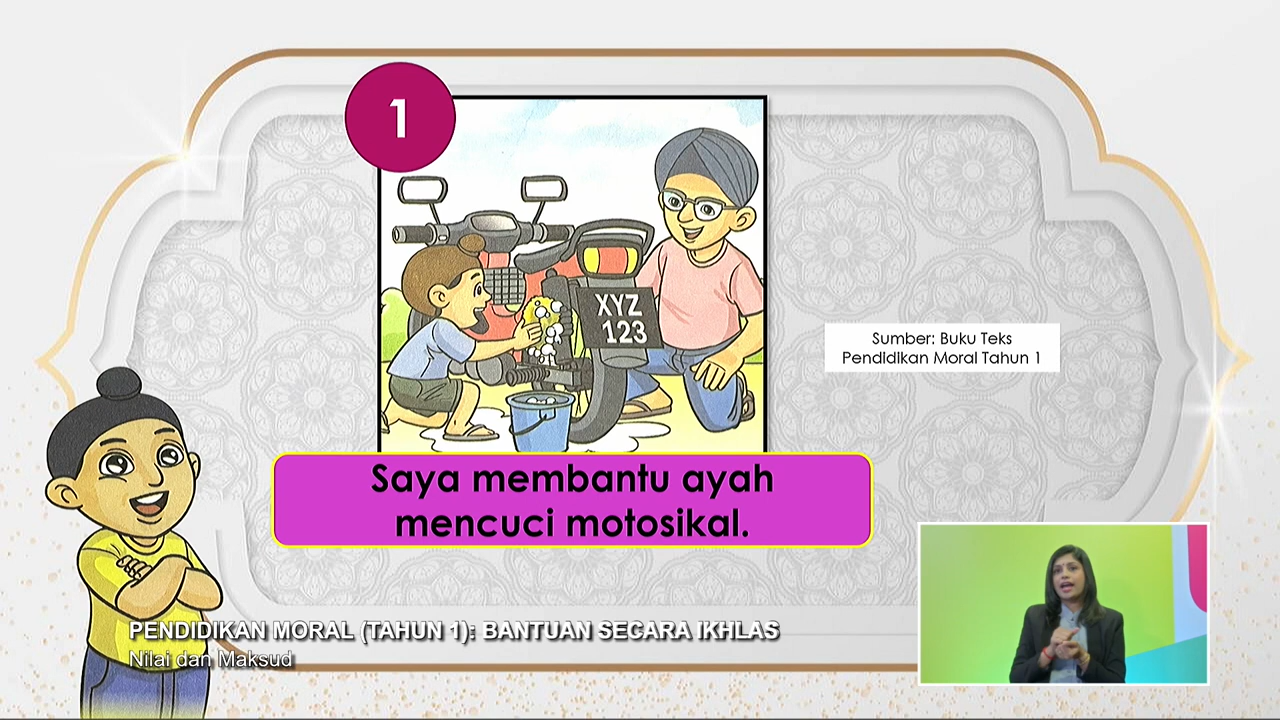 1
XYZ
123
Sumber: Buku Teks
Pendidikan Moral Tahun 1
Saya membantu ayah
mencuci motosikal.
PENDIDIKAN MORAL (TAHUN 1): BANTUAN SECARA IKHLAS
Nilai dan Maksud